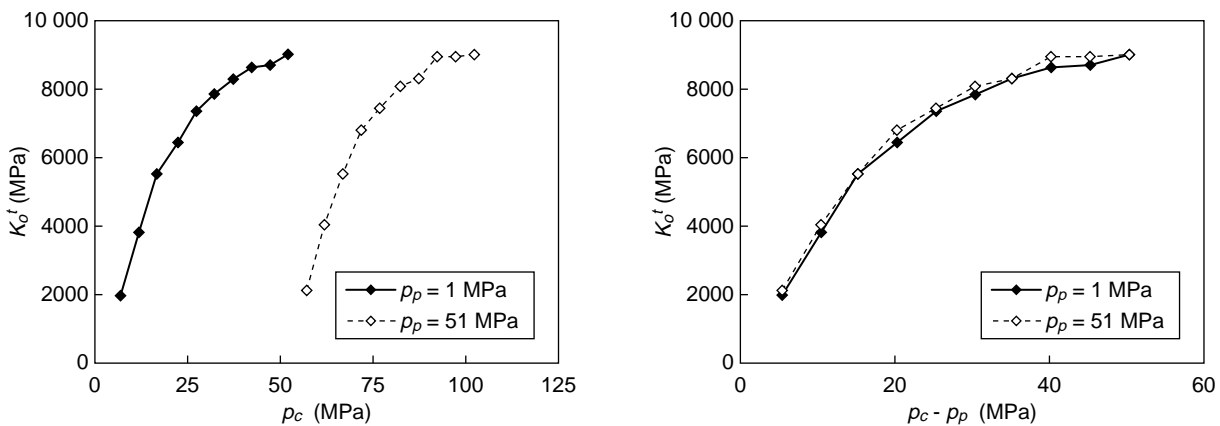 10 000
8000
6000
4000
2000
0
K_o^t (MPa)
0 25 50 75 100 125
p_c (MPa)
p_p = 1 MPa
p_p = 51 MPa
10 000
8000
6000
4000
2000
0
K_o^t (MPa)
0 20 40 60
p_c - p_p (MPa)
p_p = 1 MPa
p_p = 51 MPa